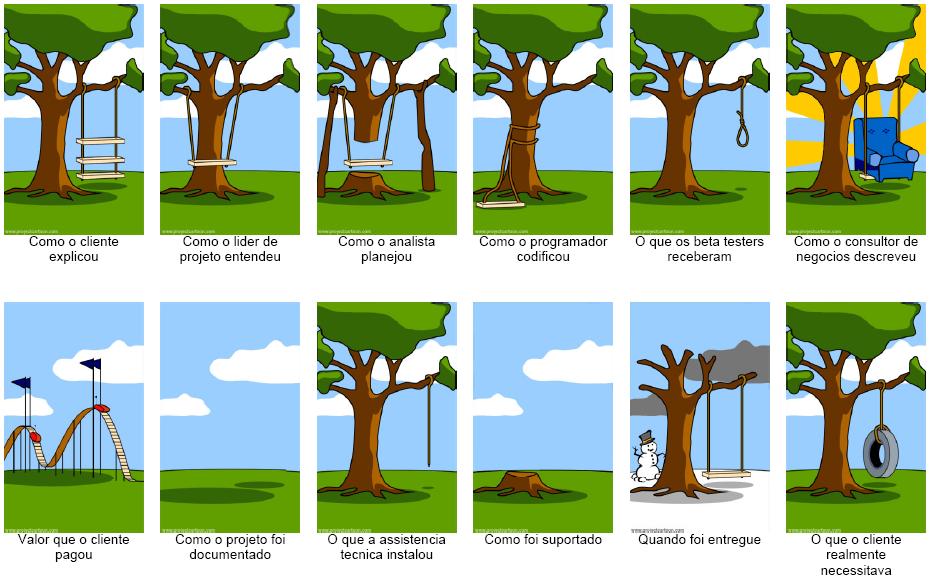 www.projectcartoon.com
www.projectcartoon.com
www.projectcartoon.com
www.projectcartoon.com
www.projectcartoon.com
www.projectcartoon.com
Como o cliente
explicou
Como o lider de
projeto entendeu
Como o analista
planejou
Como o programador
codificou
O que os beta testers
receberam
Como o consultor de
negocios descreveu
www.projectcartoon.com
www.projectcartoon.com
www.projectcartoon.com
www.projectcartoon.com
www.projectcartoon.com
www.projectcartoon.com
Valor que o cliente
pagou
Como o projeto foi
documentado
O que a assistencia
tecnica instalou
Como foi suportado
Quando foi entregue
O que o cliente
realmente
necessitava